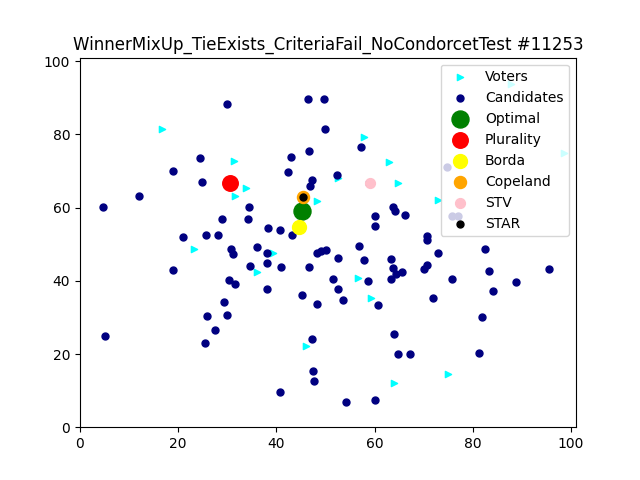 WinnerMixUp_TieExists_CriteriaFail_NoCondorcetTest #11253
100
80
60
40
20
0
0 20 40 60 80 100
Voters
Candidates
Optimal
Plurality
Borda
Copeland
STV
STAR